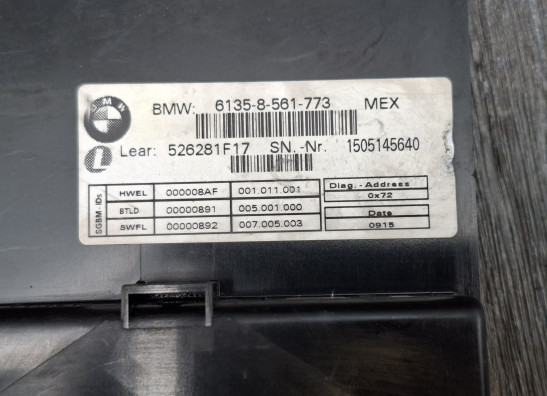 BMW
BMW: 6135-8-561-773 MEX
Lear: 526281F17 SN.-Nr. 1505145640
SGBM-IDs
HWEL 000008AF 001.011.001
BTLD 00000891 005.001.000
SWFL 00000892 007.005.003
Diag.-Address
0x72
Date
0915